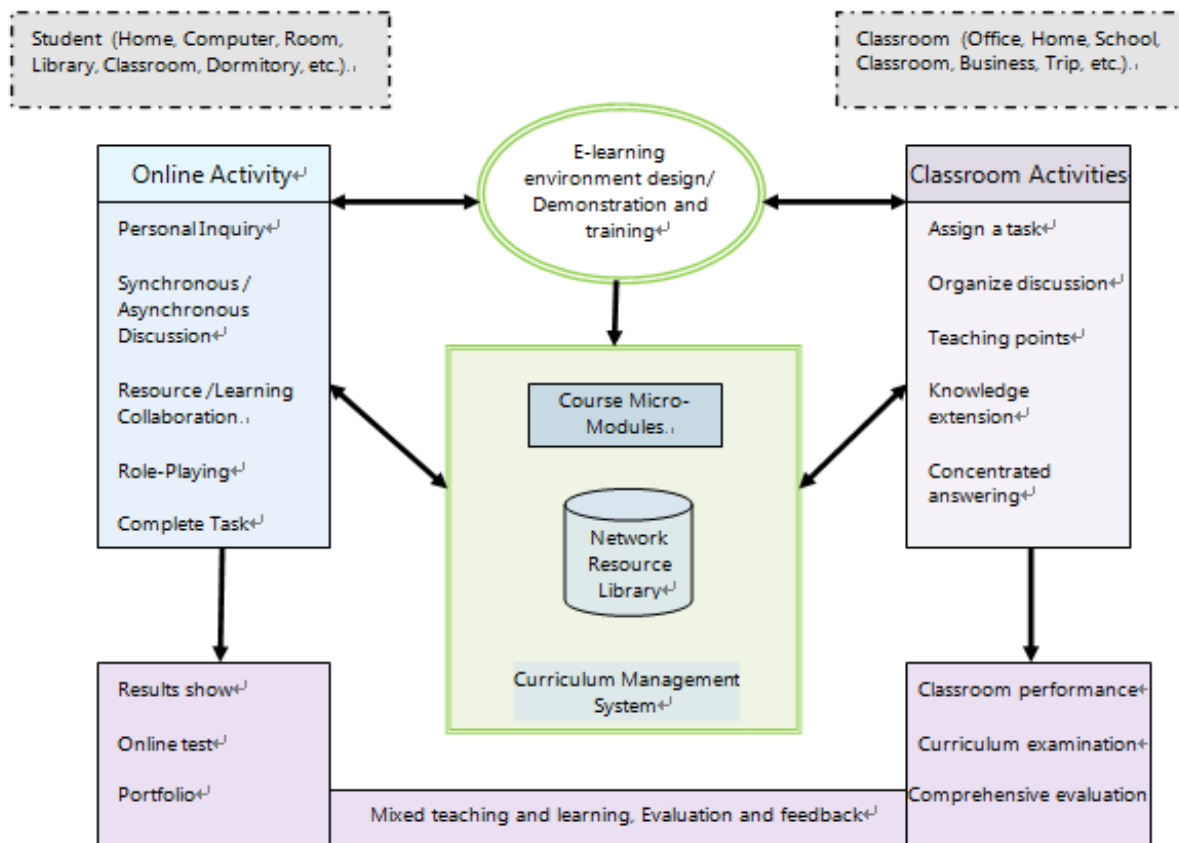 Student (Home, Computer, Room,
Library, Classroom, Dormitory, etc.).
Classroom (Office, Home, School,
Classroom, Business, Trip, etc.).
E-learning
environment design/
Demonstration and
training
Online Activity
Personal Inquiry
Synchronous /
Asynchronous
Discussion
Resource /Learning
Collaboration.
Role-Playing
Complete Task
Classroom Activities
Assign a task
Organize discussion
Teaching points
Knowledge
extension
Concentrated
answering
Course Micro-
Modules.
Network
Resource
Library
Curriculum Management
System
Results show
Online test
Portfolio
Classroom performance
Curriculum examination
Comprehensive evaluation
Mixed teaching and learning, Evaluation and feedback